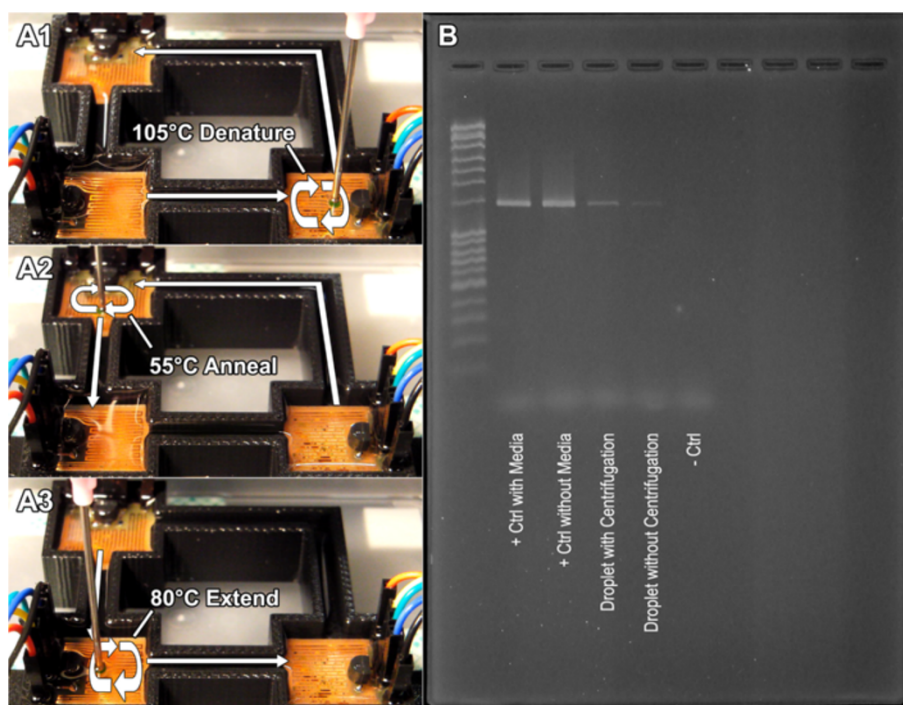 A1
105°C Denature
A2
55°C Anneal
A3
80°C Extend
B
+ Ctrl with Media
+ Ctrl without Media
Droplet with Centrifugation
Droplet without Centrifugation
- Ctrl